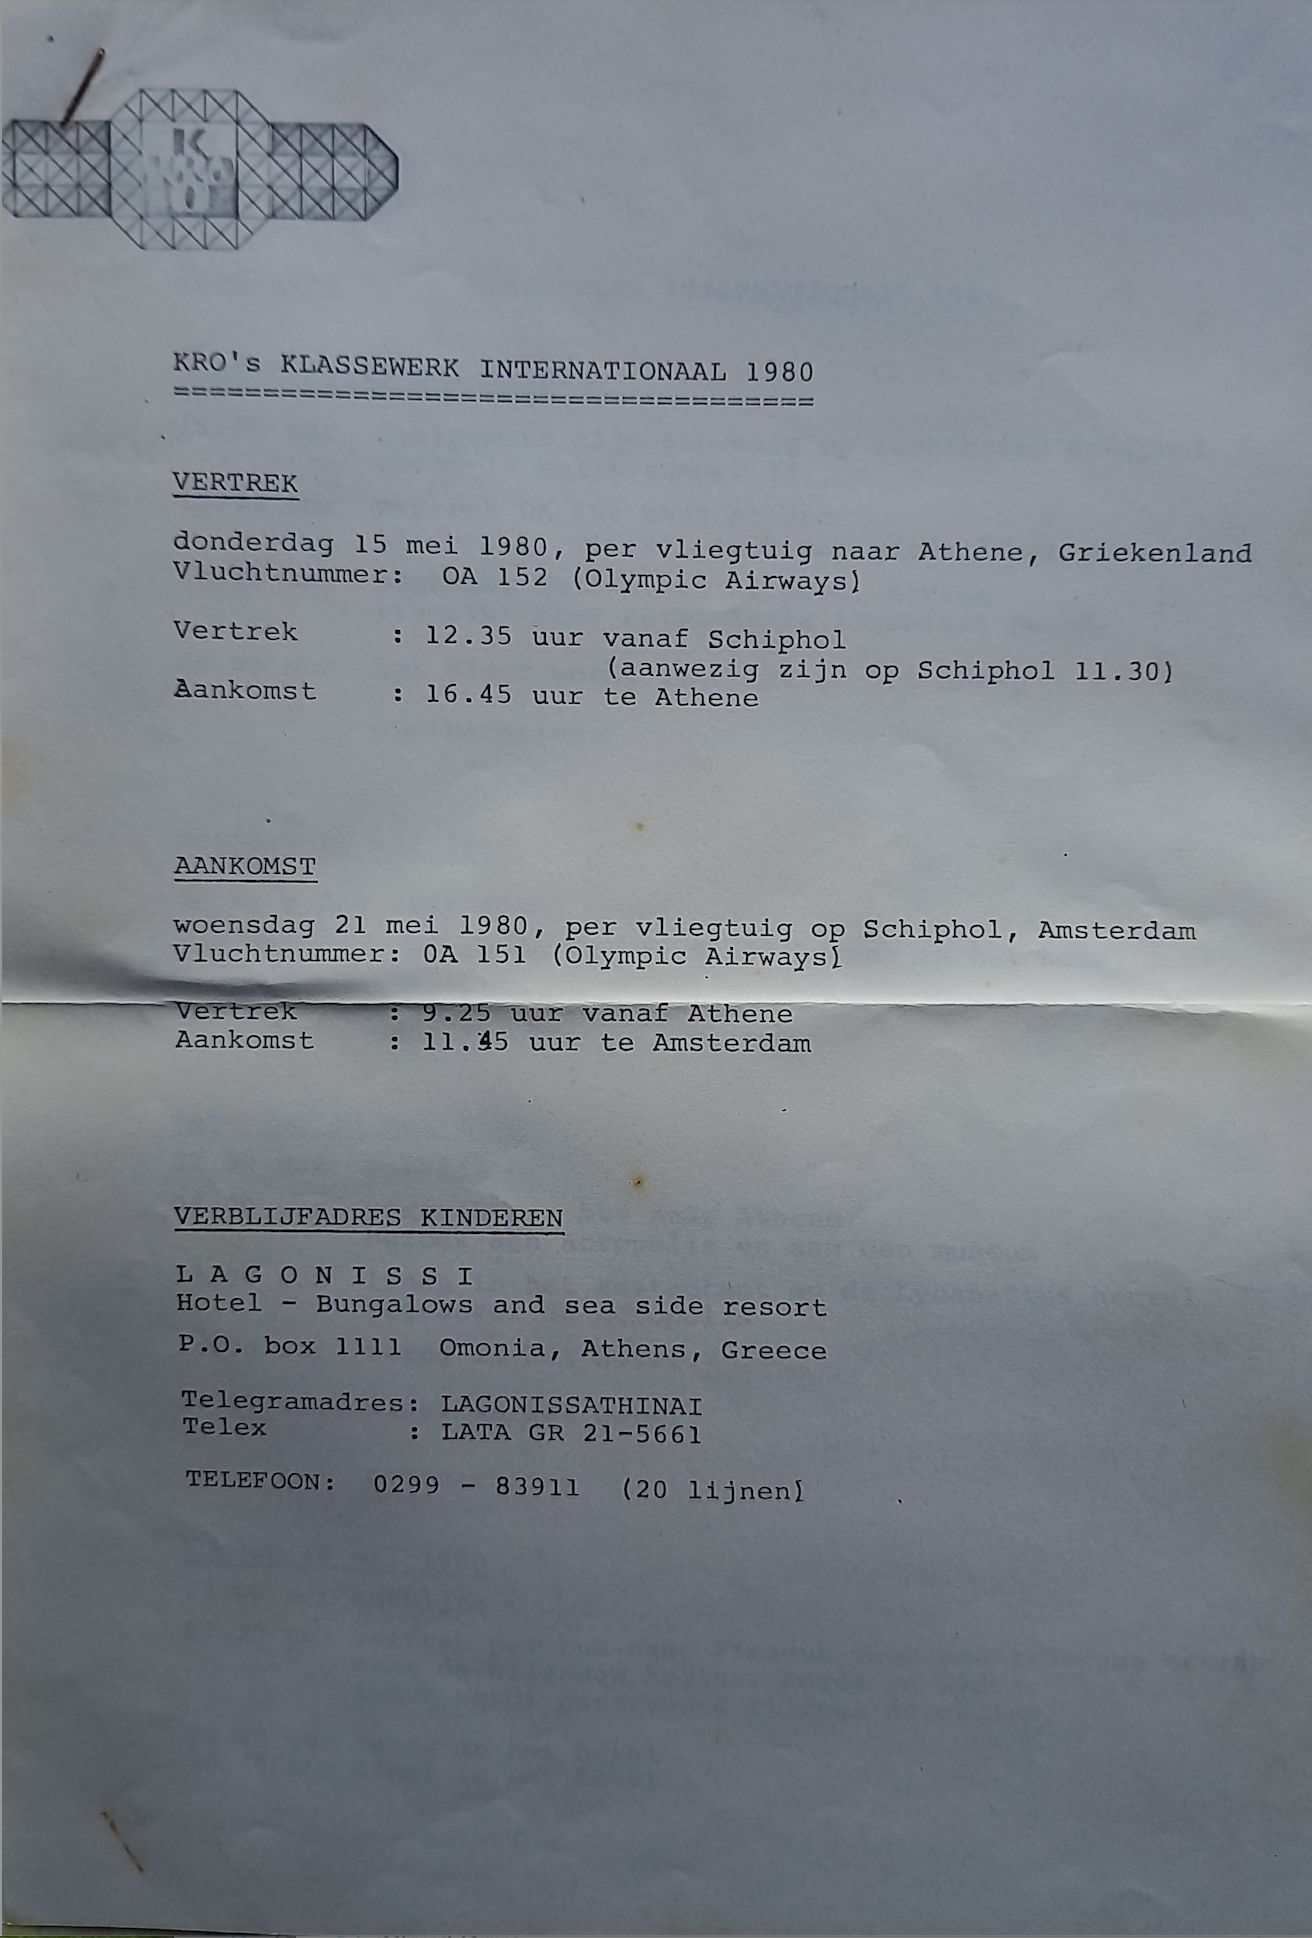 K
KRO
O
KRO's KLASSEWERK INTERNATIONAAL 1980
====================================
VERTREK
donderdag 15 mei 1980, per vliegtuig naar Athene, Griekenland
Vluchtnummer: OA 152 (Olympic Airways)
Vertrek : 12.35 uur vanaf Schiphol
(aanwezig zijn op Schiphol 11.30)
Aankomst : 16.45 uur te Athene
AANKOMST
woensdag 21 mei 1980, per vliegtuig op Schiphol, Amsterdam
Vluchtnummer: OA 151 (Olympic Airways)
Vertrek : 9.25 uur vanaf Athene
Aankomst : 11.45 uur te Amsterdam
VERBLIJFADRES KINDEREN
L A G O N I S S I
Hotel - Bungalows and sea side resort
P.O. box 1111 Omonia, Athens, Greece
Telegramadres: LAGONISSATHINAI
Telex : LATA GR 21-5661
TELEFOON: 0299 - 83911 (20 lijnen)